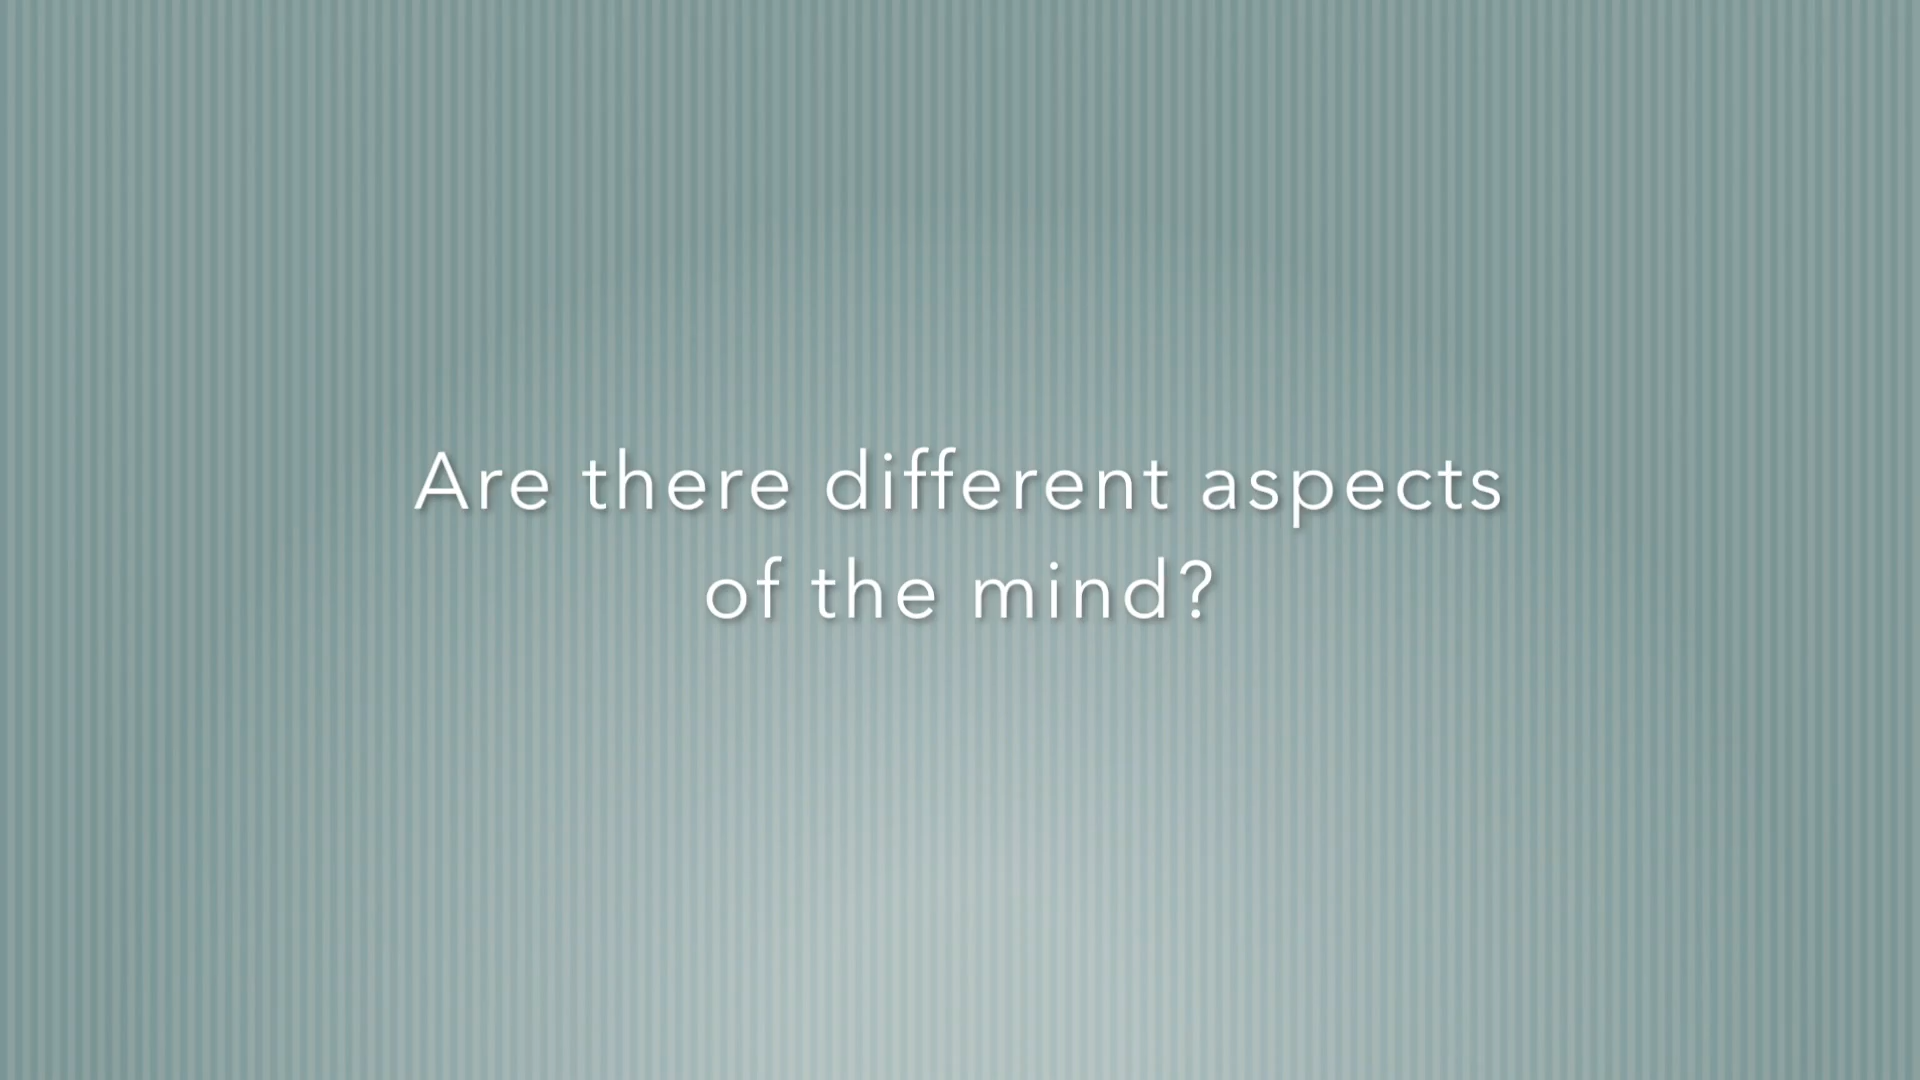 Are there different aspects
of the mind?